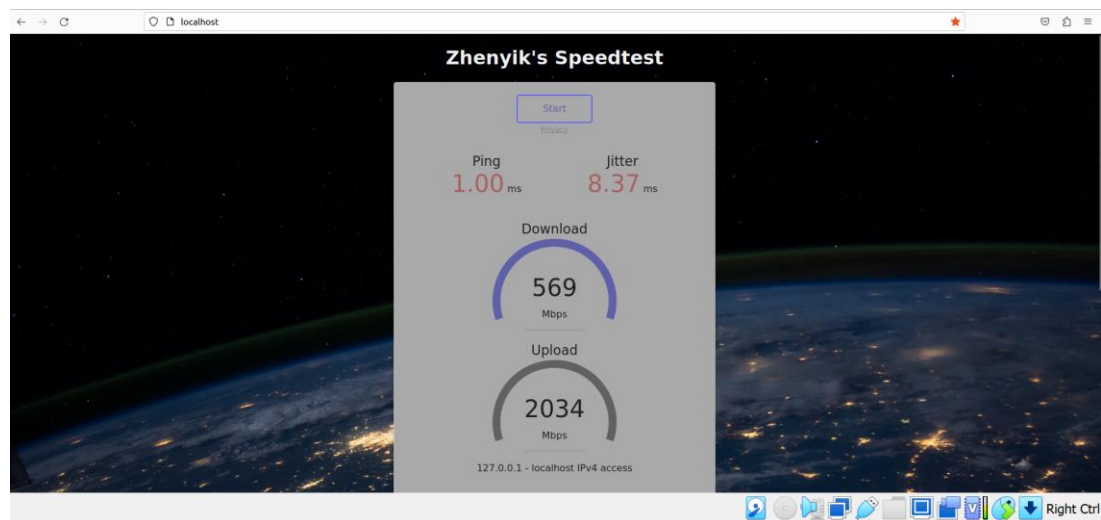 localhost
Zhenyik's Speedtest
Start
Privacy
Ping Jitter
1.00 ms 8.37 ms
Download
569
Mbps
Upload
2034
Mbps
127.0.0.1 - localhost IPv4 access
Right Ctrl